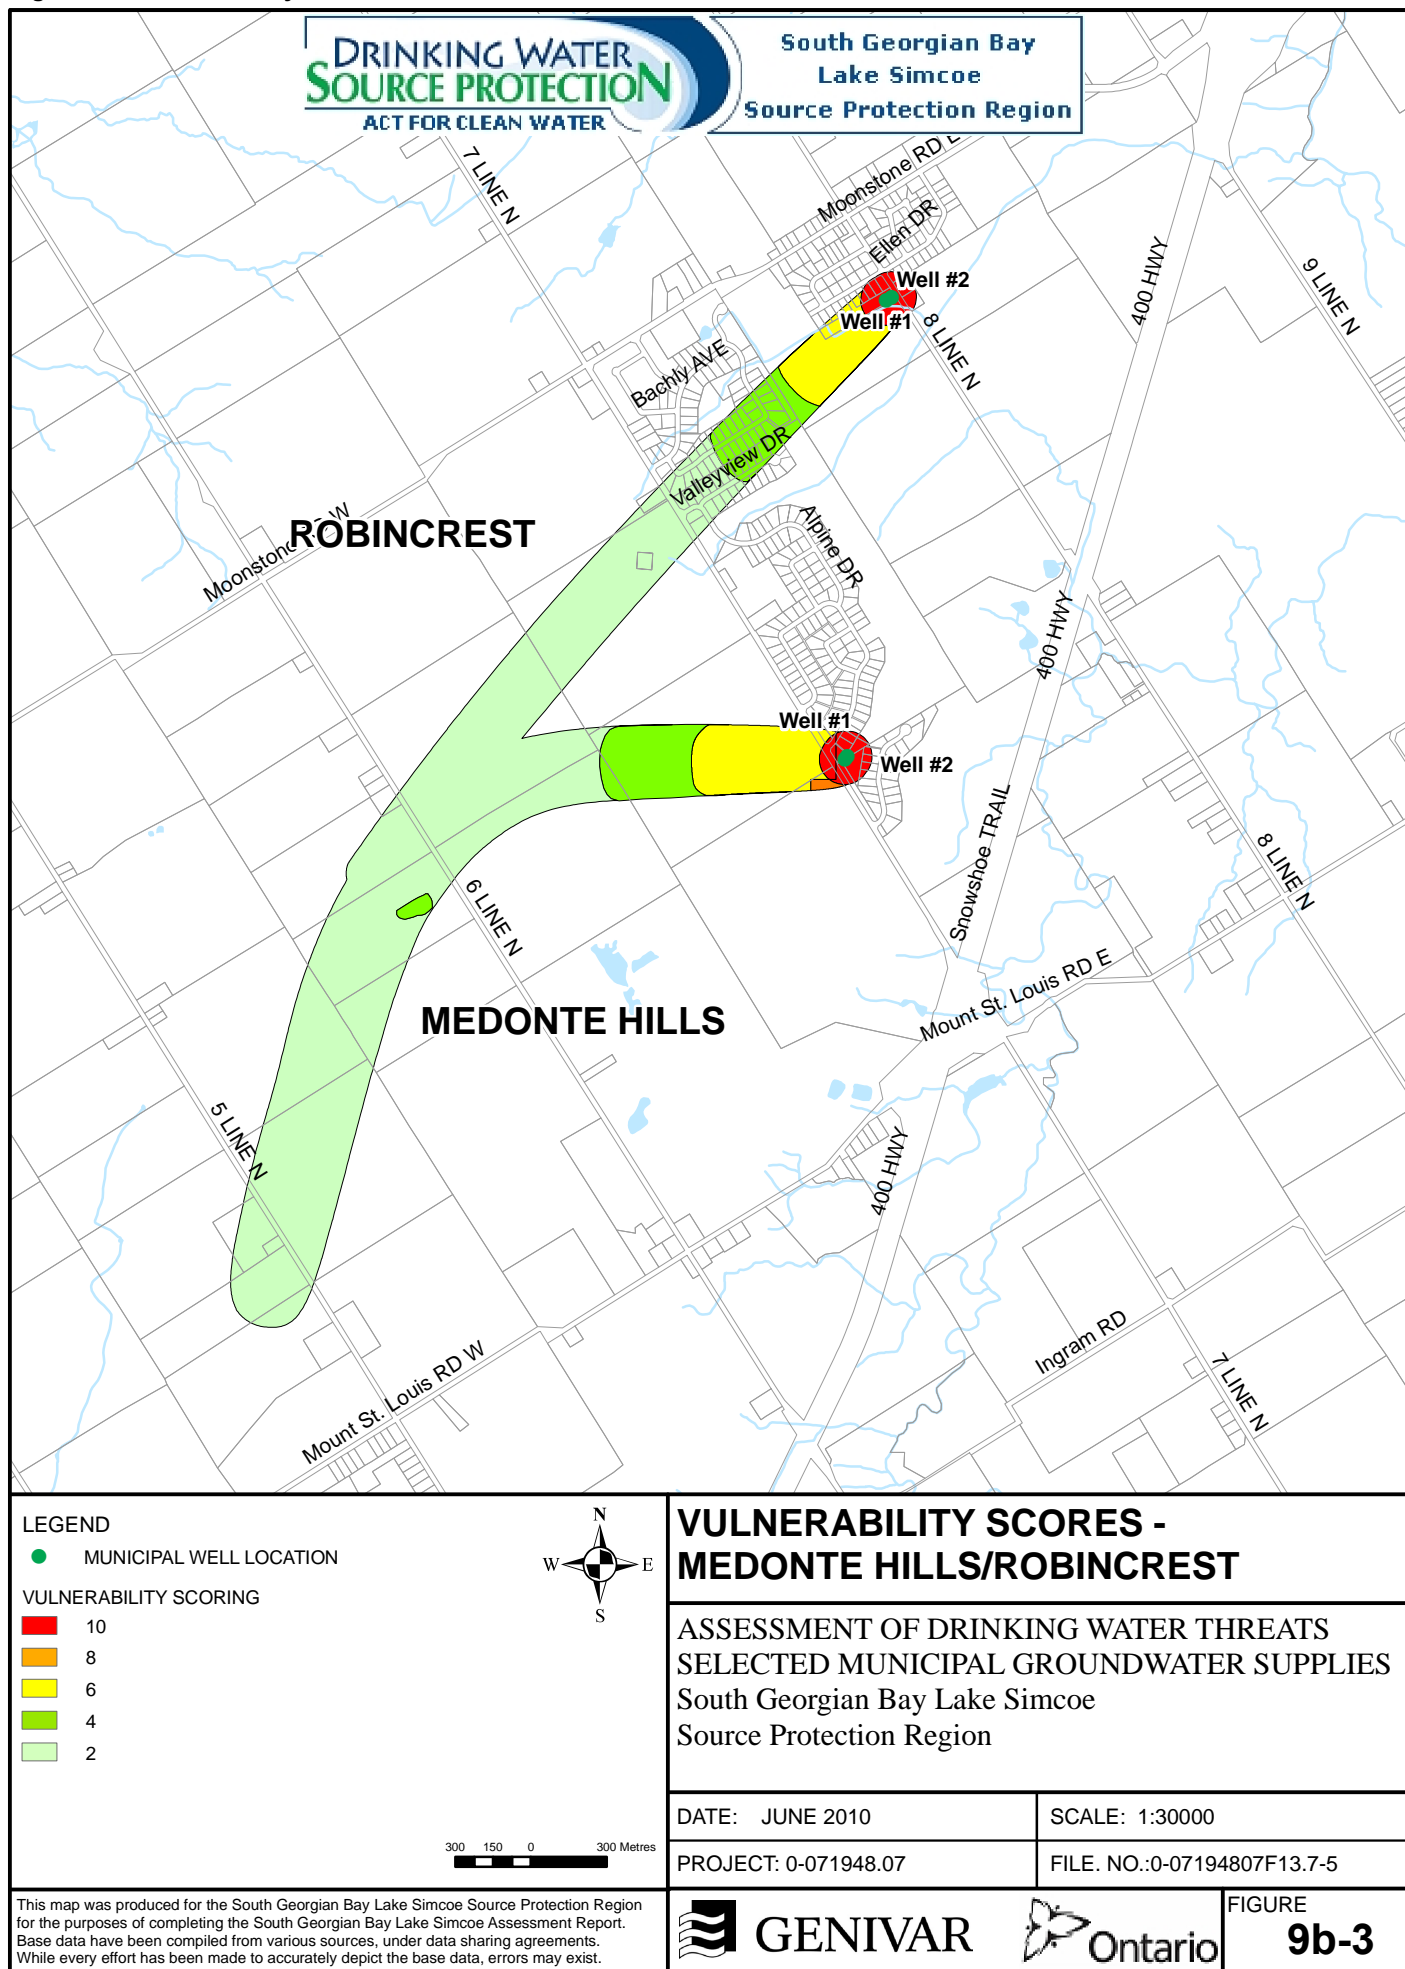 DRINKING WATER
SOURCE PROTECTION
ACT FOR CLEAN WATER
South Georgian Bay
Lake Simcoe
Source Protection Region
7 LINE N
Moonstone RD E
Ellen DR
400 HWY
9 LINE N
Well #2
Well #1
8 LINE N
Bachly AVE
Valleyview DR
Alpine DR
ROBINCREST
Moonstone RD W
400 HWY
Well #1
Well #2
Snowshoe TRAIL
8 LINE N
6 LINE N
Mount St. Louis RD E
MEDONTE HILLS
5 LINE N
400 HWY
Ingram RD
7 LINE N
Mount St. Louis RD W
LEGEND
MUNICIPAL WELL LOCATION
VULNERABILITY SCORING
10
8
6
4
2
N
W E
S
300 150 0 300 Metres
VULNERABILITY SCORES -
MEDONTE HILLS/ROBINCREST
ASSESSMENT OF DRINKING WATER THREATS
SELECTED MUNICIPAL GROUNDWATER SUPPLIES
South Georgian Bay Lake Simcoe
Source Protection Region
DATE: JUNE 2010
SCALE: 1:30000
PROJECT: 0-071948.07
FILE. NO.:0-07194807F13.7-5
This map was produced for the South Georgian Bay Lake Simcoe Source Protection Region
for the purposes of completing the South Georgian Bay Lake Simcoe Assessment Report.
Base data have been compiled from various sources, under data sharing agreements.
While every effort has been made to accurately depict the base data, errors may exist.
GENIVAR
Ontario
FIGURE
9b-3